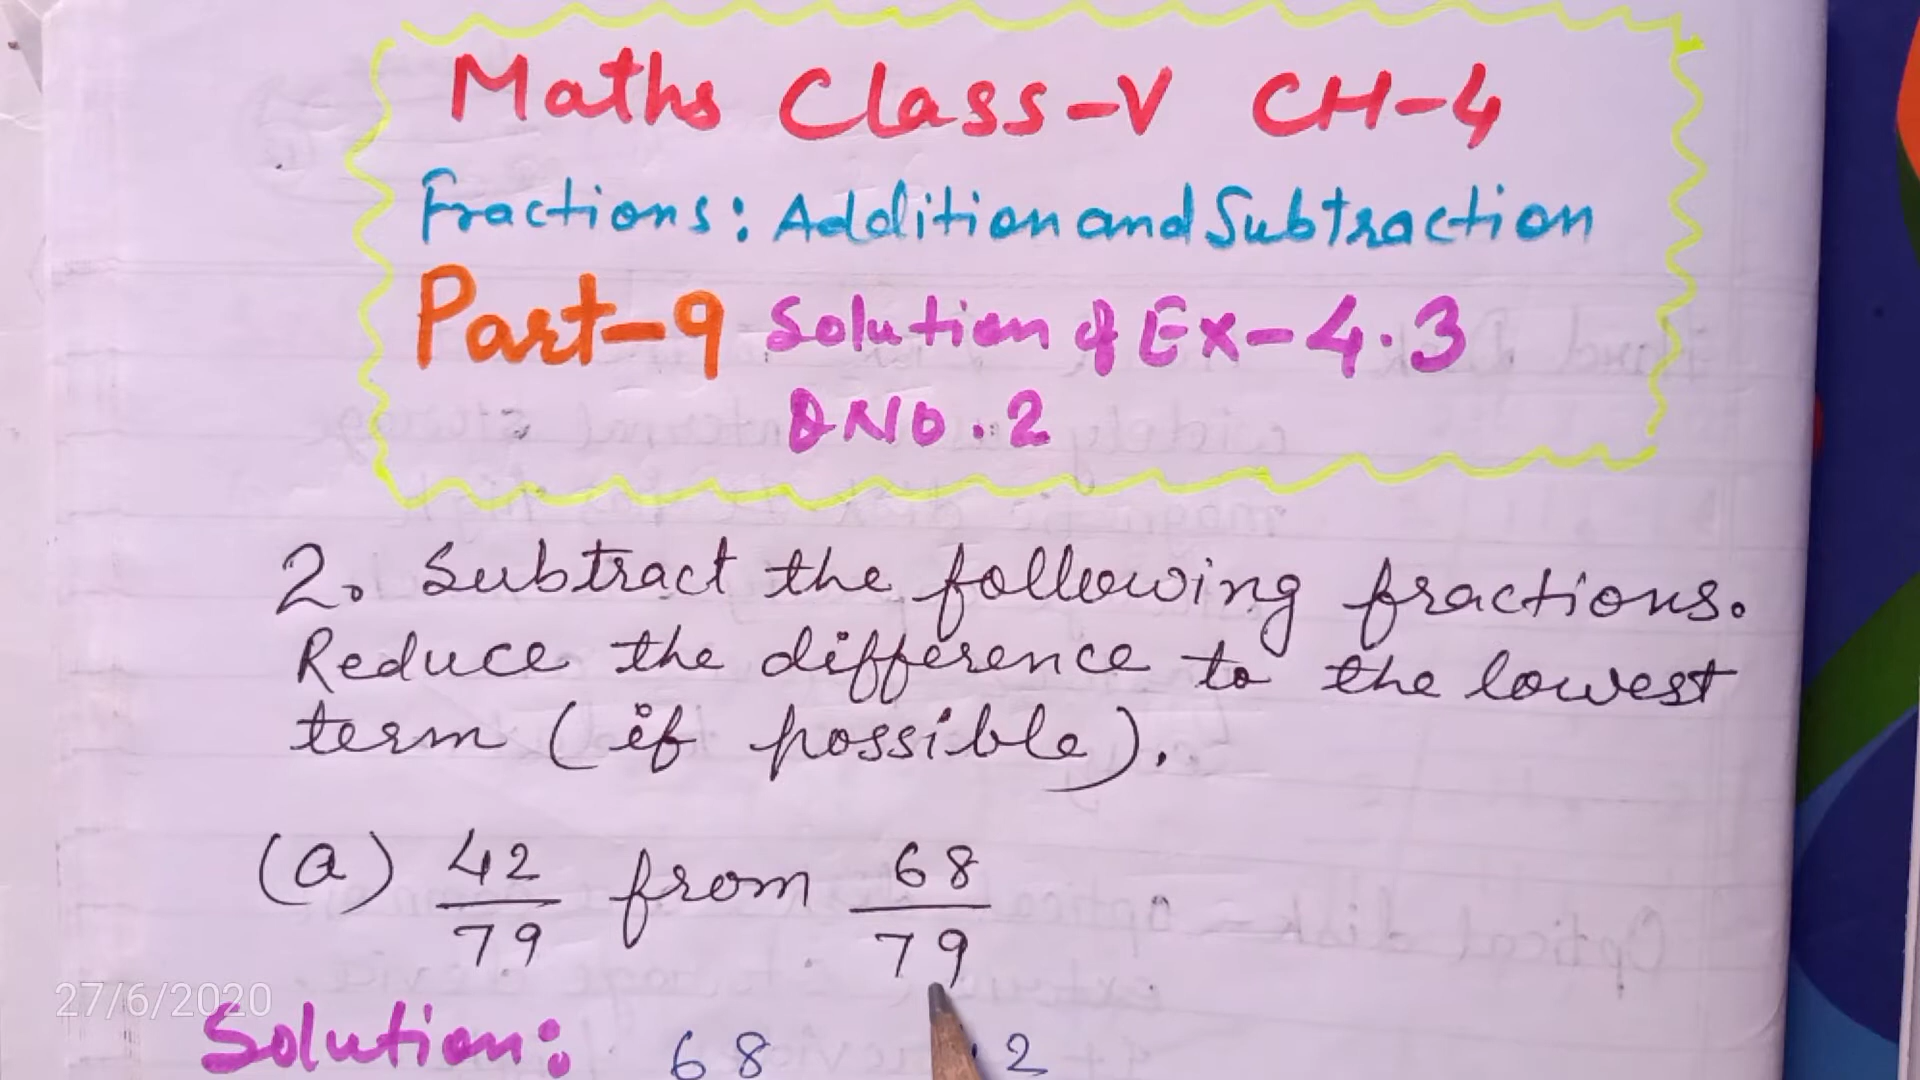 Maths Class-V CH-4
Fractions: Addition and Subtraction
Part-9 Solution of Ex-4.3
QNO.2
2. Subtract the following fractions.
Reduce the difference to the lowest
term (if possible).
(a) 42/79 from 68/79
27/6/2020
Solution: 68 2